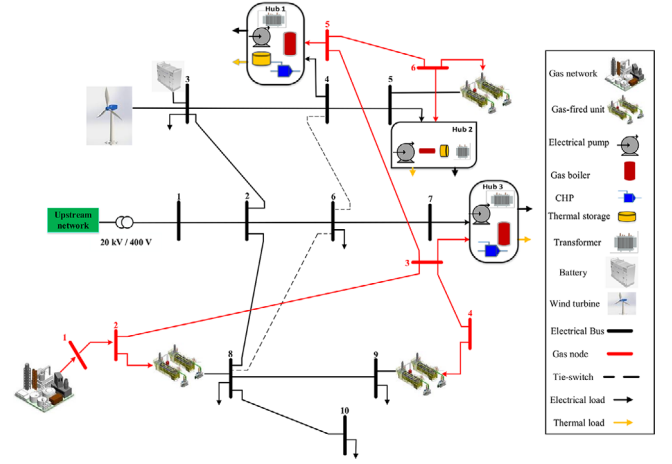 Hub 1
5
6
3
4
5
Hub 2
Upstream
network
20 kV / 400 V
1
2
6
7
Hub 3
3
1
2
4
8
9
10
Gas network
Gas-fired unit
Electrical pump
Gas boiler
CHP
Thermal storage
Transformer
Battery
Wind turbine
Electrical Bus
Gas node
Tie-switch
Electrical load
Thermal load